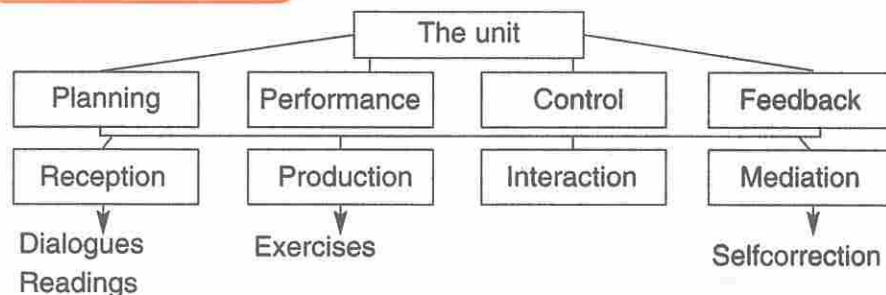 The unit
Planning Performance Control Feedback
Reception Production Interaction Mediation
Dialogues Exercises Selfcorrection
Readings